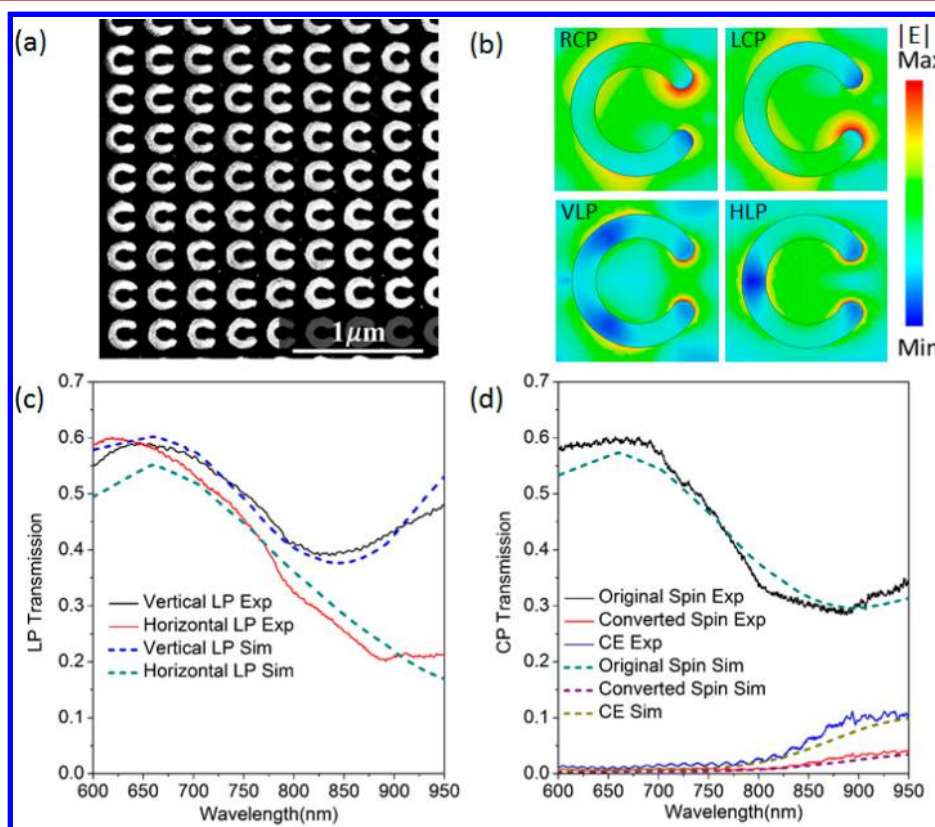 (a)
1μm
(b)
RCP
LCP
VLP
HLP
|E|
Max
Min
(c)
LP Transmission
0.7
0.6
0.5
0.4
0.3
0.2
0.1
0.0
Vertical LP Exp
Horizontal LP Exp
Vertical LP Sim
Horizontal LP Sim
600 650 700 750 800 850 900 950
Wavelength(nm)
(d)
CP Transmission
0.7
0.6
0.5
0.4
0.3
0.2
0.1
0.0
Original Spin Exp
Converted Spin Exp
CE Exp
Original Spin Sim
Converted Spin Sim
CE Sim
600 650 700 750 800 850 900 950
Wavelength(nm)